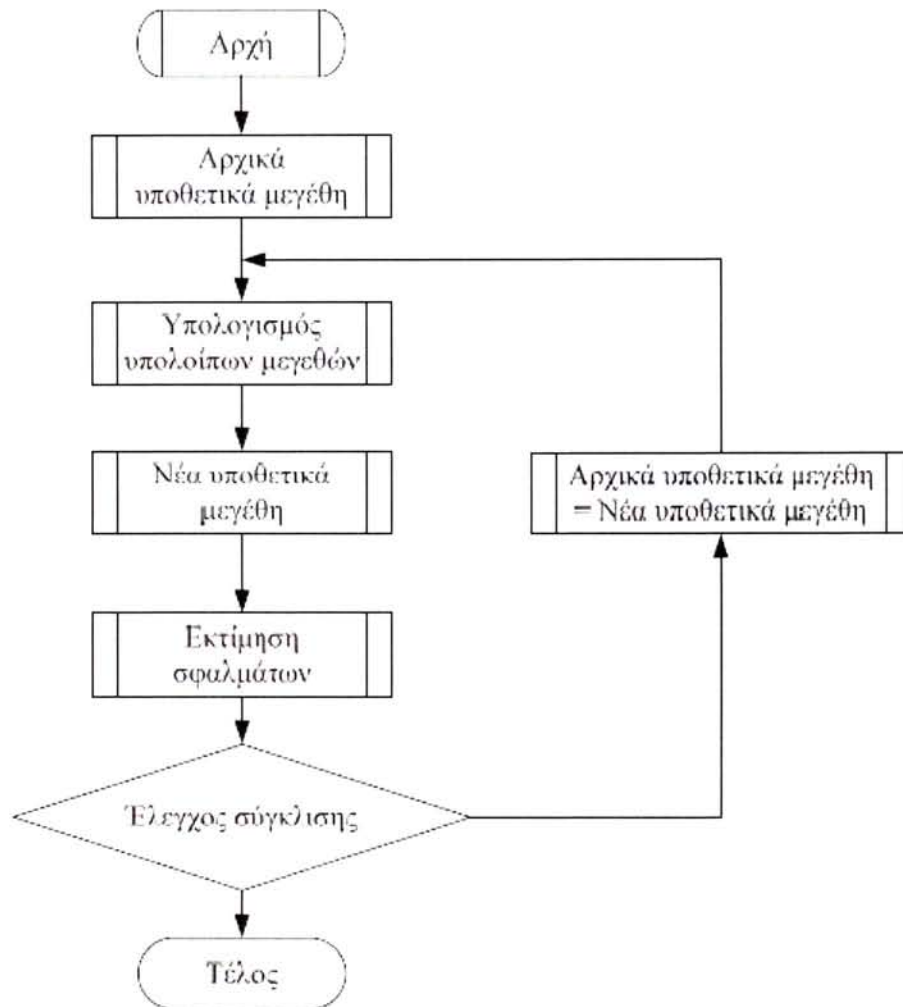 Αρχή
Αρχικά
υποθετικά μεγέθη
Υπολογισμός
υπολοίπων μεγεθών
Νέα υποθετικά
μεγέθη
Αρχικά υποθετικά μεγέθη
= Νέα υποθετικά μεγέθη
Εκτίμηση
σφαλμάτων
Έλεγχος σύγκλισης
Τέλος